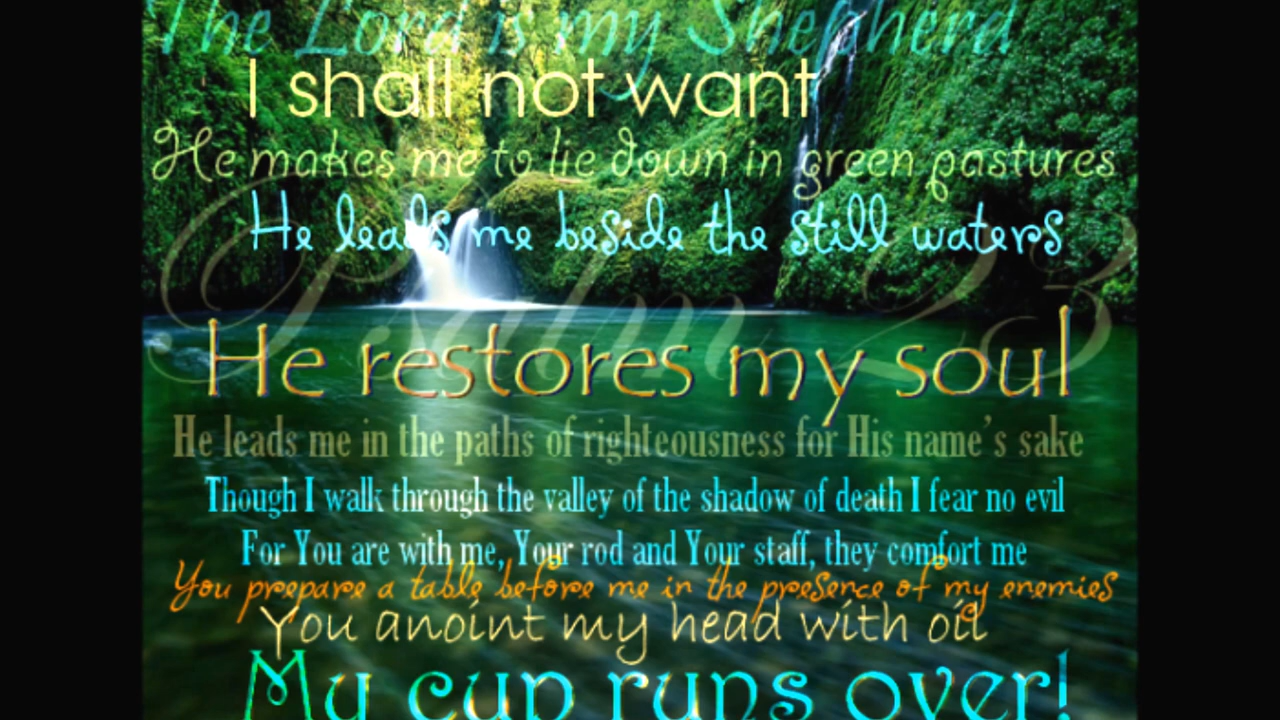 The Lord is my Shepherd
I shall not want
He makes me to lie down in green pastures
He leads me beside the still waters
Psalm 23
He restores my soul
He leads me in the paths of righteousness for His name's sake
Though I walk through the valley of the shadow of death I fear no evil
For You are with me, Your rod and Your staff, they comfort me
You prepare a table before me in the presence of my enemies
You anoint my head with oil
My cup runs over!